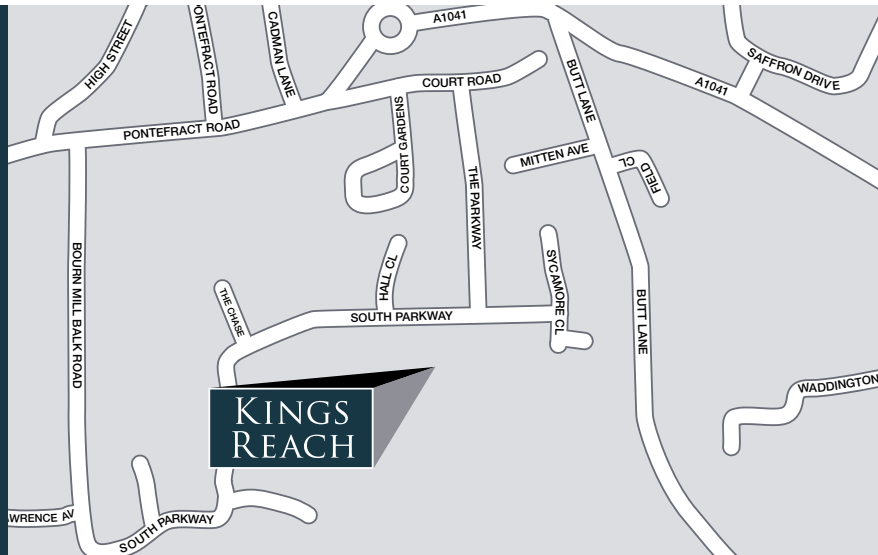 A1041
HIGH STREET
PONTEFRACT ROAD
CADMAN LANE
SAFFRON DRIVE
BUTT LANE
A1041
COURT ROAD
PONTEFRACT ROAD
COURT GARDENS
MITTEN AVE
FIELD CL
THE PARKWAY
BOURN MILL BALK ROAD
HALL CL
SYCAMORE CL
THE CHASE
SOUTH PARKWAY
BUTT LANE
WADDINGTON
KINGS
REACH
WRENCE AV
SOUTH PARKWAY